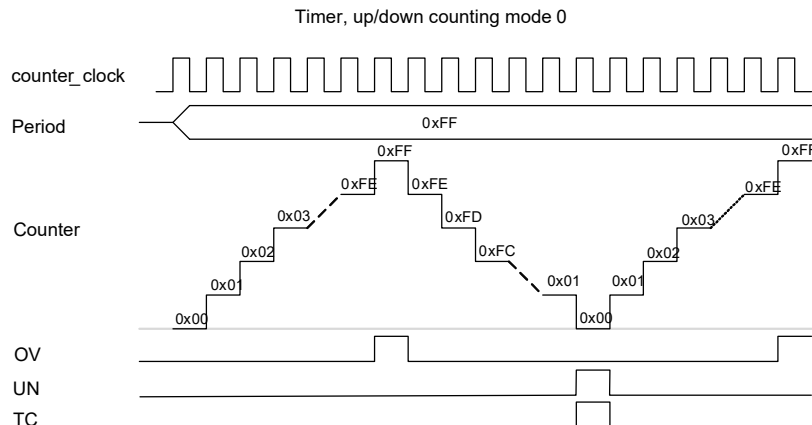 Timer, up/down counting mode 0
counter_clock
Period
0xFF
0xFF
0xFF
0xFE
0xFE
0xFE
0x03
0xFD
0x03
Counter
0x02
0xFC
0x02
0x01
0x01
0x01
0x00
0x00
OV
UN
TC